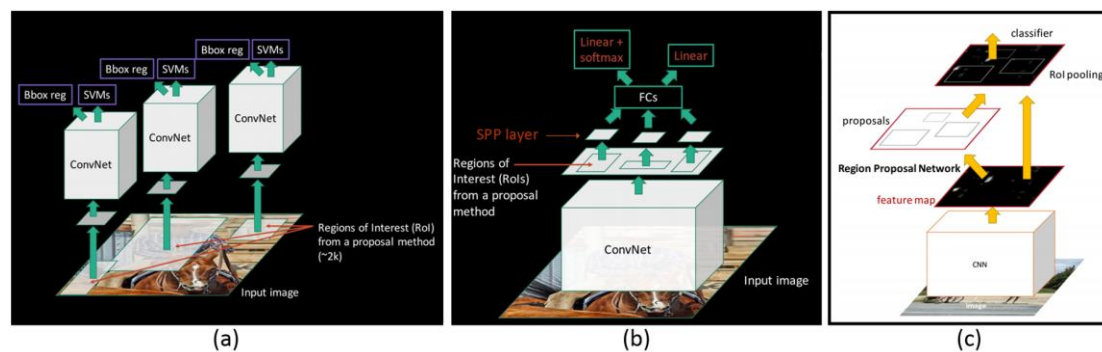 Bbox reg
SVMs
Bbox reg
SVMs
Bbox reg
SVMs
ConvNet
ConvNet
ConvNet
Regions of Interest (RoI)
from a proposal method
(~2k)
Input image
(a)
Linear +
softmax
Linear
FCs
SPP layer
Regions of
Interest (RoIs)
from a proposal
method
ConvNet
Input image
(b)
classifier
RoI pooling
proposals
Region Proposal Network
feature map
CNN
image
(c)